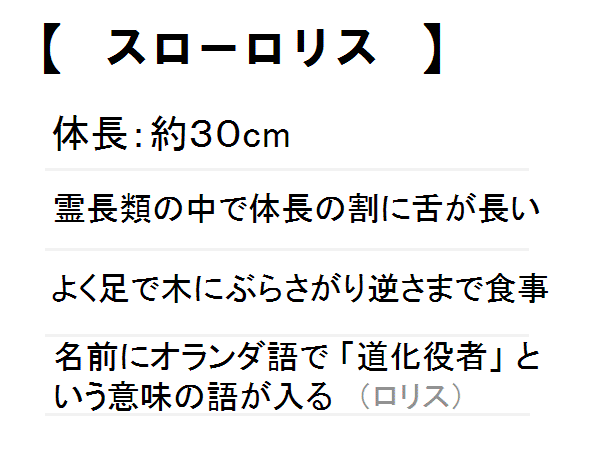 【 スローロリス 】
体長：約３０cm
霊長類の中で体長の割に舌が長い
よく足で木にぶらさがり逆さまで食事
名前にオランダ語で「道化役者」と
いう意味の語が入る （ロリス）